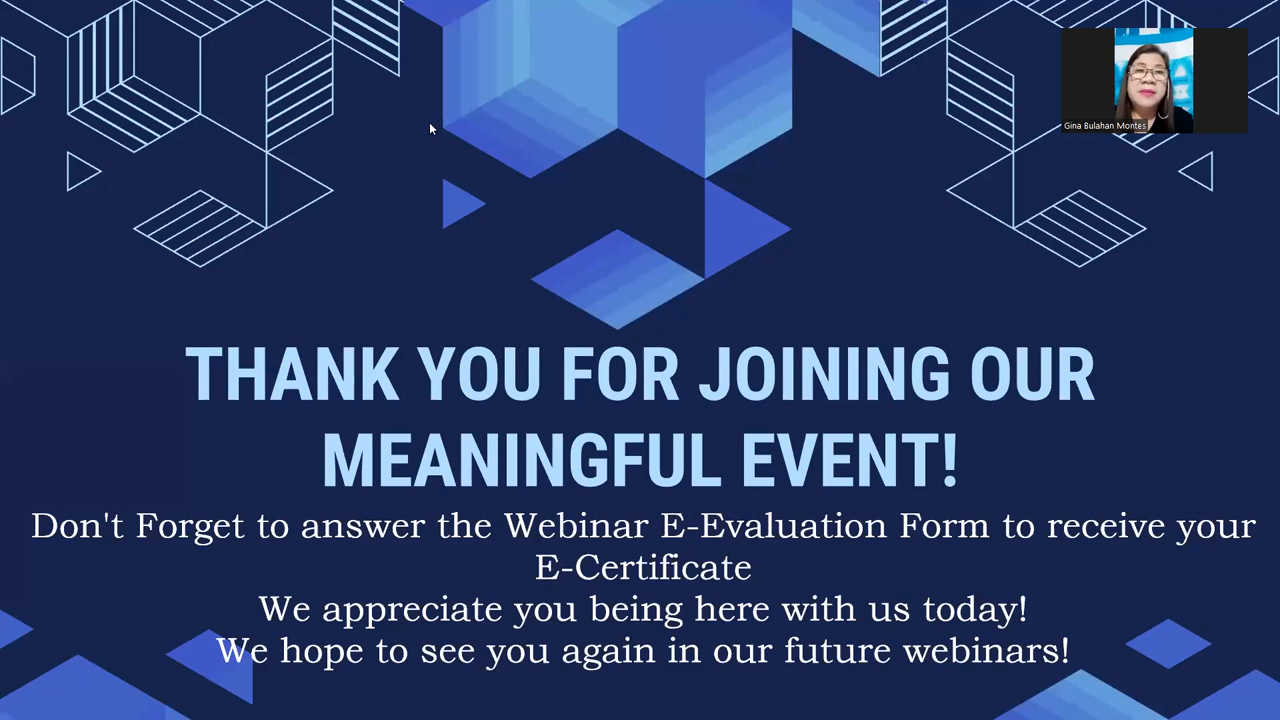 Gina Bulahan Montes
THANK YOU FOR JOINING OUR
MEANINGFUL EVENT!
Don't Forget to answer the Webinar E-Evaluation Form to receive your
E-Certificate
We appreciate you being here with us today!
We hope to see you again in our future webinars!